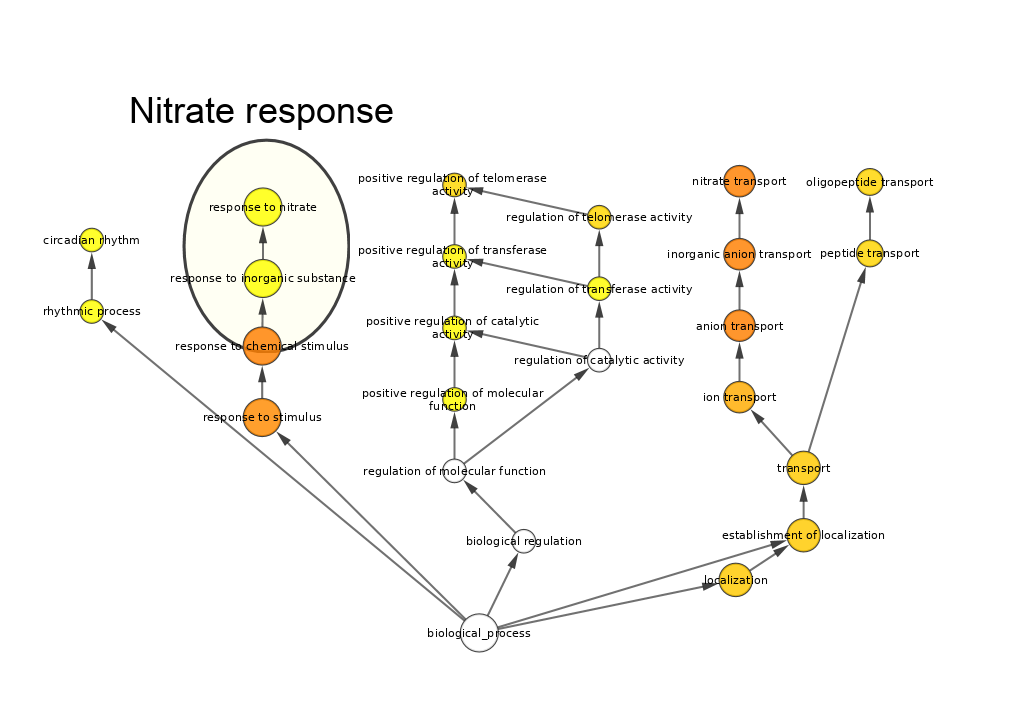 Nitrate response
positive regulation of telomerase
activity
nitrate transport
oligopeptide transport
response to nitrate
regulation of telomerase activity
circadian rhythm
positive regulation of transferase
activity
inorganic anion transport
peptide transport
response to inorganic substance
regulation of transferase activity
rhythmic process
positive regulation of catalytic
activity
anion transport
response to chemical stimulus
regulation of catalytic activity
positive regulation of molecular
function
ion transport
response to stimulus
regulation of molecular function
transport
biological regulation
establishment of localization
localization
biological_process